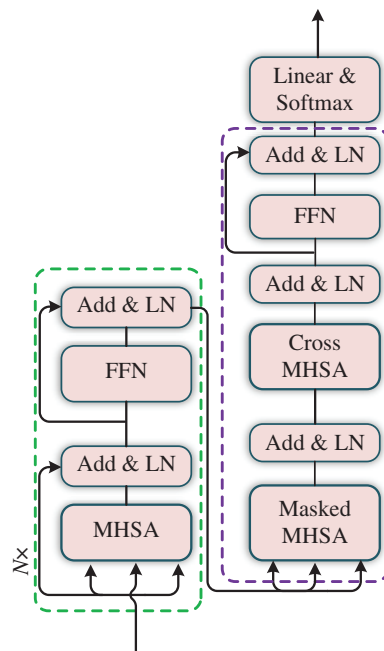 Linear &
Softmax
Add & LN
FFN
Add & LN
Cross
MHSA
Add & LN
Masked
MHSA
Add & LN
FFN
Add & LN
MHSA
N×